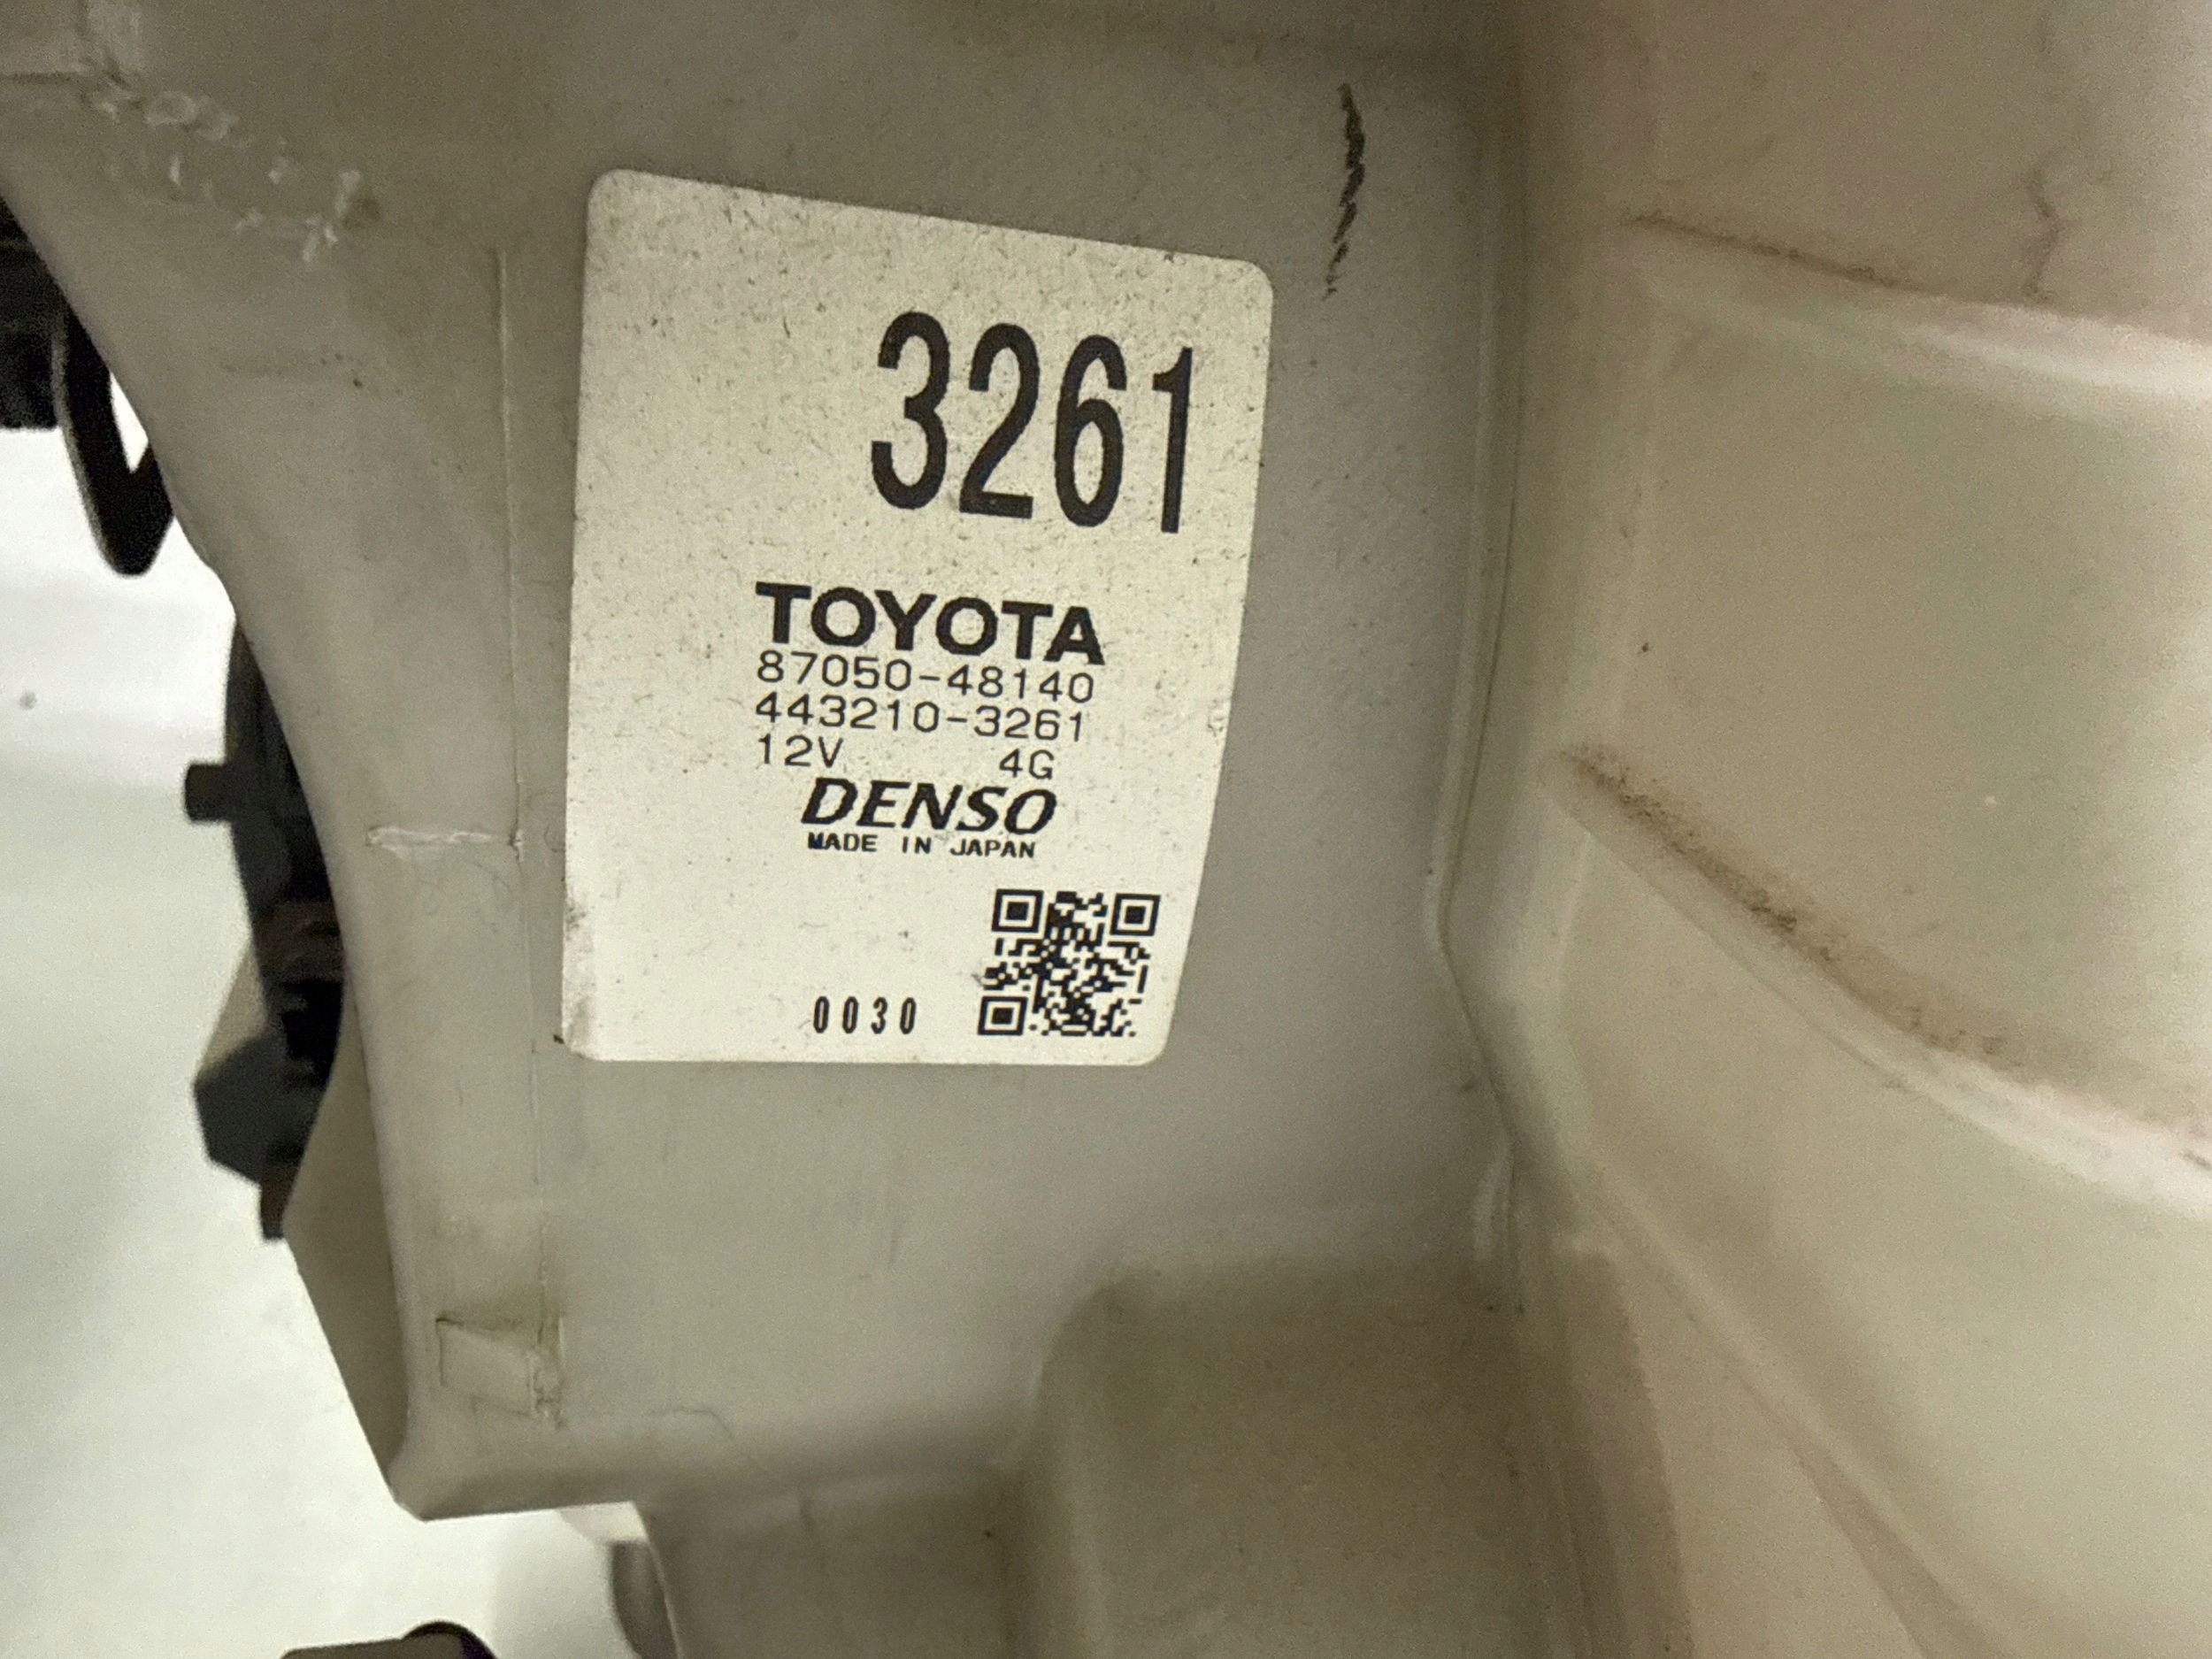 3261
TOYOTA
87050-48140
443210-3261
12V 4G
DENSO
MADE IN JAPAN
0030